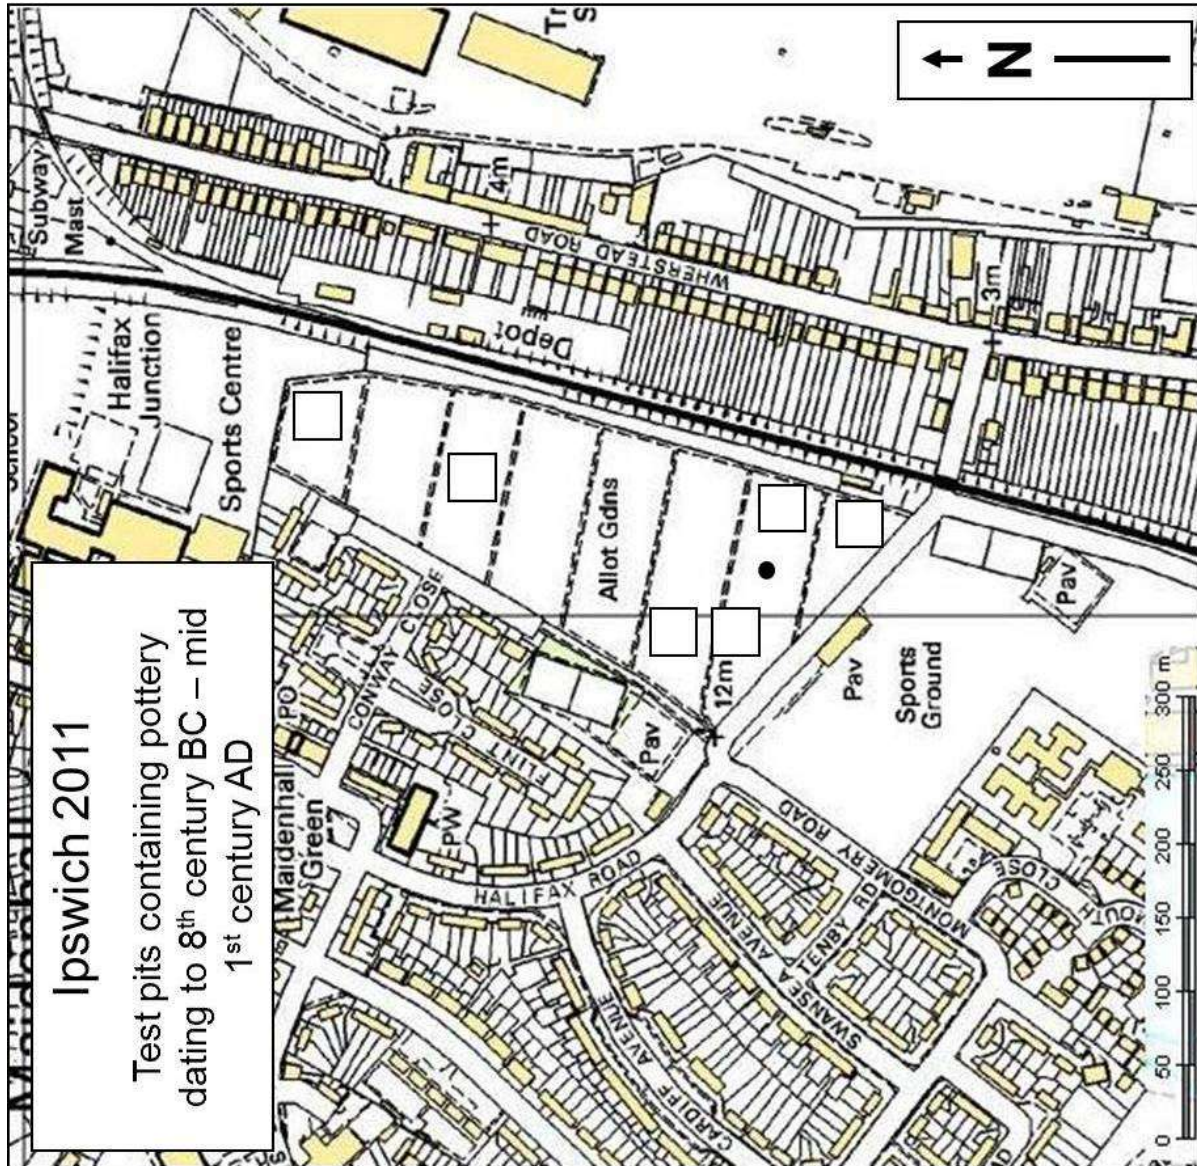 Ipswich 2011
Test pits containing pottery
dating to 8th century BC – mid
1st century AD
N
Subway
Mast
Halifax
Junction
Sports Centre
Depot
WHERSTEAD ROAD
4m
3m
Allot Gdns
12m
Pav
Pav
Pav
Sports
Ground
Maidenhall
Green
PO
PW
CONWAY CLOSE
FLINT CLOSE
HALIFAX ROAD
CARDIFF AVENUE
SWANSEA AVENUE
TENBY RD
MONTGOMERY ROAD
CLOSE
0 50 100 150 200 250 300 m